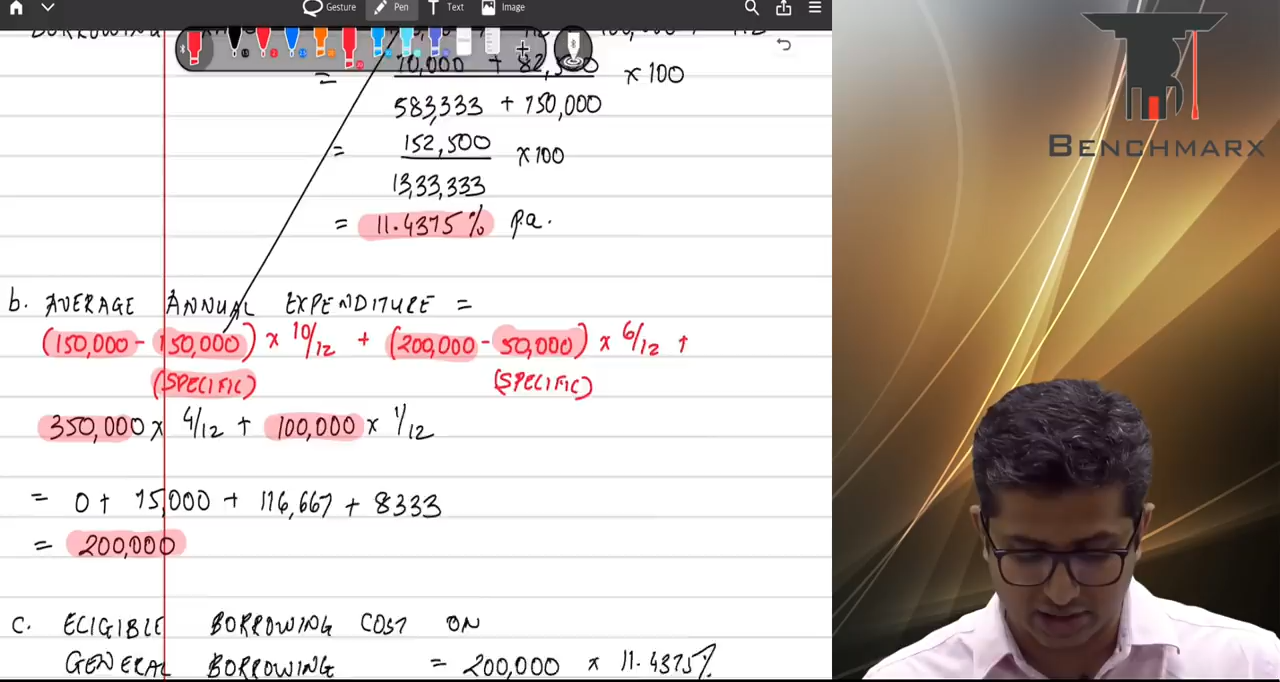 Gesture Pen Text Image
70,000 + 82,500 × 100
=
583,333 + 750,000
= 152,500 × 100
13,33,333
= 11.4375% p.a.
BENCHMARX
b. AVERAGE ANNUAL EXPENDITURE =
(150,000 - 150,000) × 10/12 + (200,000 - 50,000) × 6/12 +
(SPECIFIC) (SPECIFIC)
350,000 × 4/12 + 100,000 × 1/12
= 0 + 75,000 + 116,667 + 8333
= 200,000
c. ELIGIBLE BORROWING COST ON
GENERAL BORROWING = 200,000 × 11.4375%